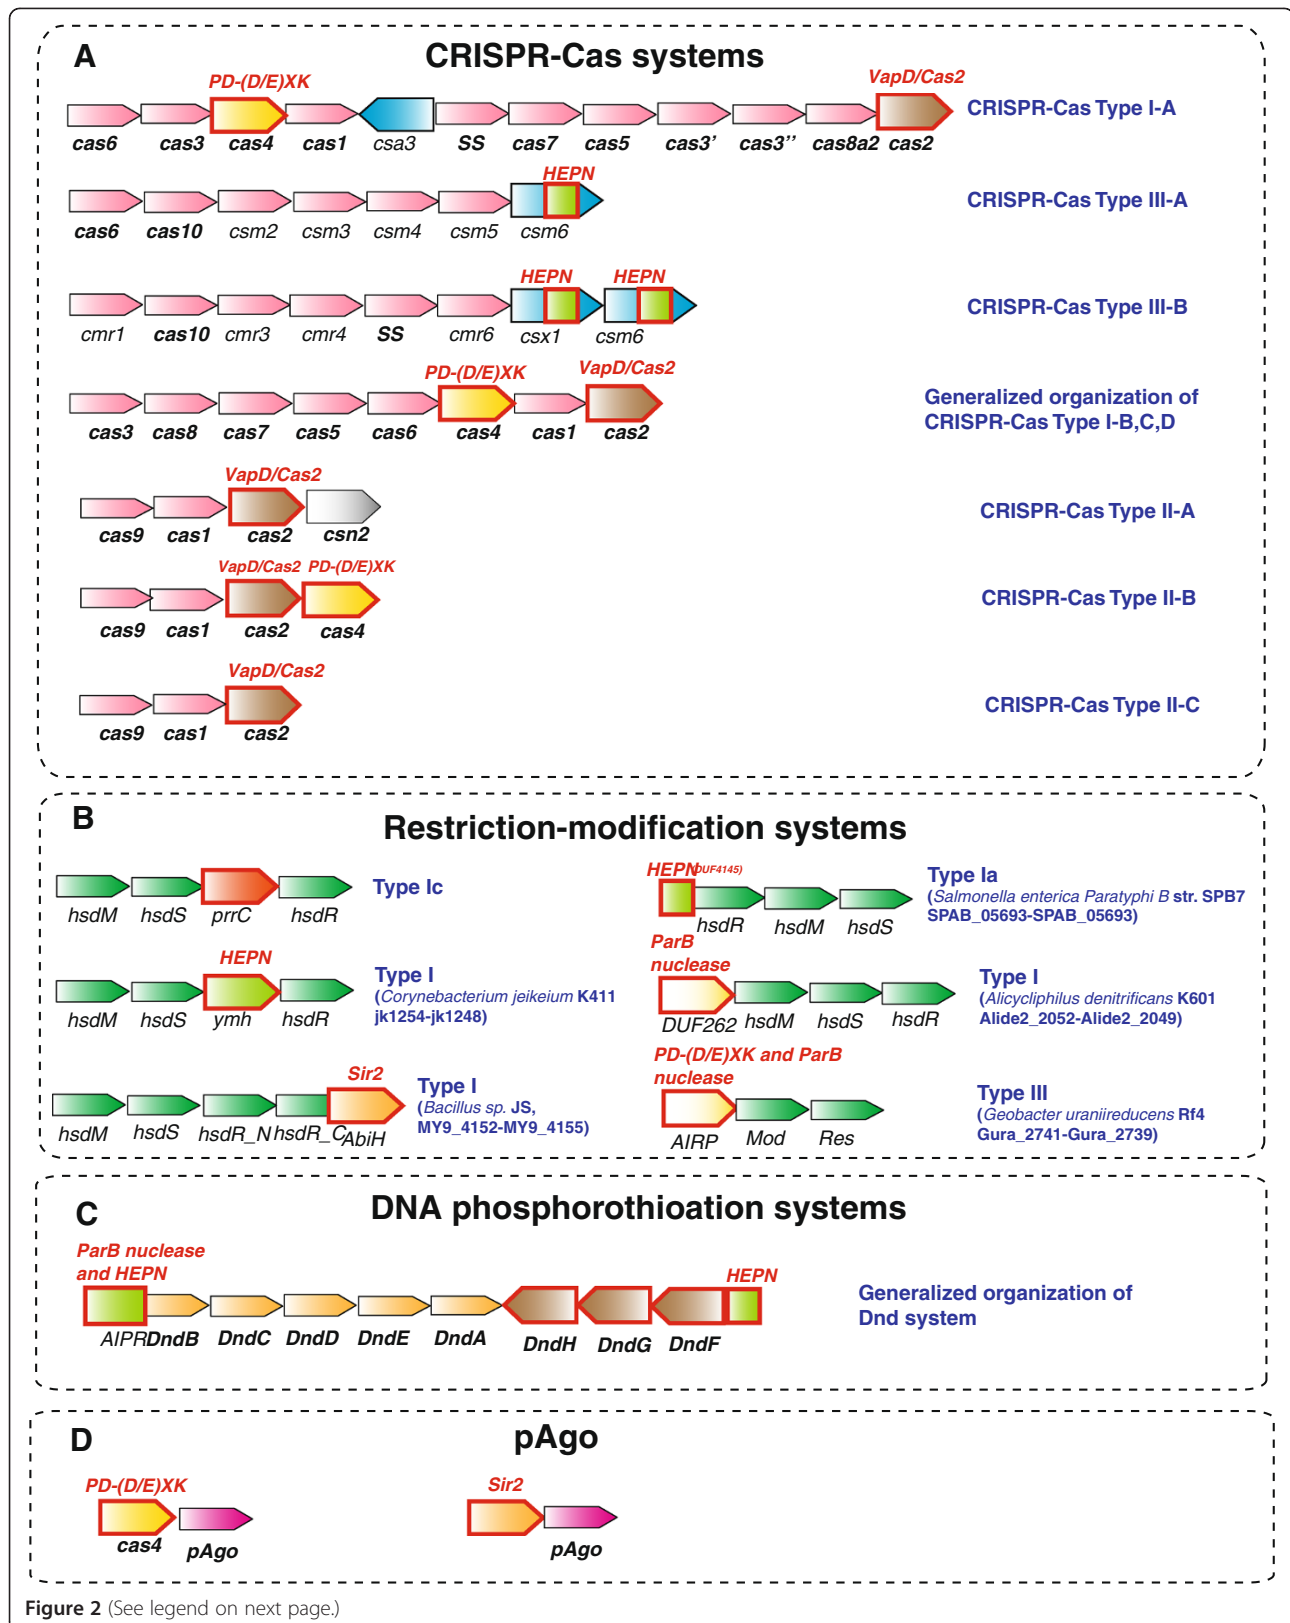 A
CRISPR-Cas systems
PD-(D/E)XK
VapD/Cas2
cas6 cas3 cas4 cas1 csa3 SS cas7 cas5 cas3' cas3'' cas8a2 cas2
CRISPR-Cas Type I-A
HEPN
cas6 cas10 csm2 csm3 csm4 csm5 csm6
CRISPR-Cas Type III-A
HEPN HEPN
cmr1 cas10 cmr3 cmr4 SS cmr6 csx1 csm6
CRISPR-Cas Type III-B
PD-(D/E)XK VapD/Cas2
cas3 cas8 cas7 cas5 cas6 cas4 cas1 cas2
Generalized organization of
CRISPR-Cas Type I-B,C,D
VapD/Cas2
cas9 cas1 cas2 csn2
CRISPR-Cas Type II-A
VapD/Cas2 PD-(D/E)XK
cas9 cas1 cas2 cas4
CRISPR-Cas Type II-B
VapD/Cas2
cas9 cas1 cas2
CRISPR-Cas Type II-C
B
Restriction-modification systems
hsdM hsdS prrC hsdR
Type Ic
HEPN(DUF4145)
hsdR hsdM hsdS
Type Ia
(Salmonella enterica Paratyphi B str. SPB7
SPAB_05693-SPAB_05693)
HEPN
hsdM hsdS ymh hsdR
Type I
(Corynebacterium jeikeium K411
jk1254-jk1248)
ParB
nuclease
DUF262 hsdM hsdS hsdR
Type I
(Alicycliphilus denitrificans K601
Alide2_2052-Alide2_2049)
Sir2
hsdM hsdS hsdR_N hsdR_C AbiH
Type I
(Bacillus sp. JS,
MY9_4152-MY9_4155)
PD-(D/E)XK and ParB
nuclease
AIRP Mod Res
Type III
(Geobacter uraniireducens Rf4
Gura_2741-Gura_2739)
C
DNA phosphorothioation systems
ParB nuclease
and HEPN
HEPN
AIPR DndB DndC DndD DndE DndA DndH DndG DndF
Generalized organization of
Dnd system
D
pAgo
PD-(D/E)XK
cas4 pAgo
Sir2
pAgo
Figure 2 (See legend on next page.)